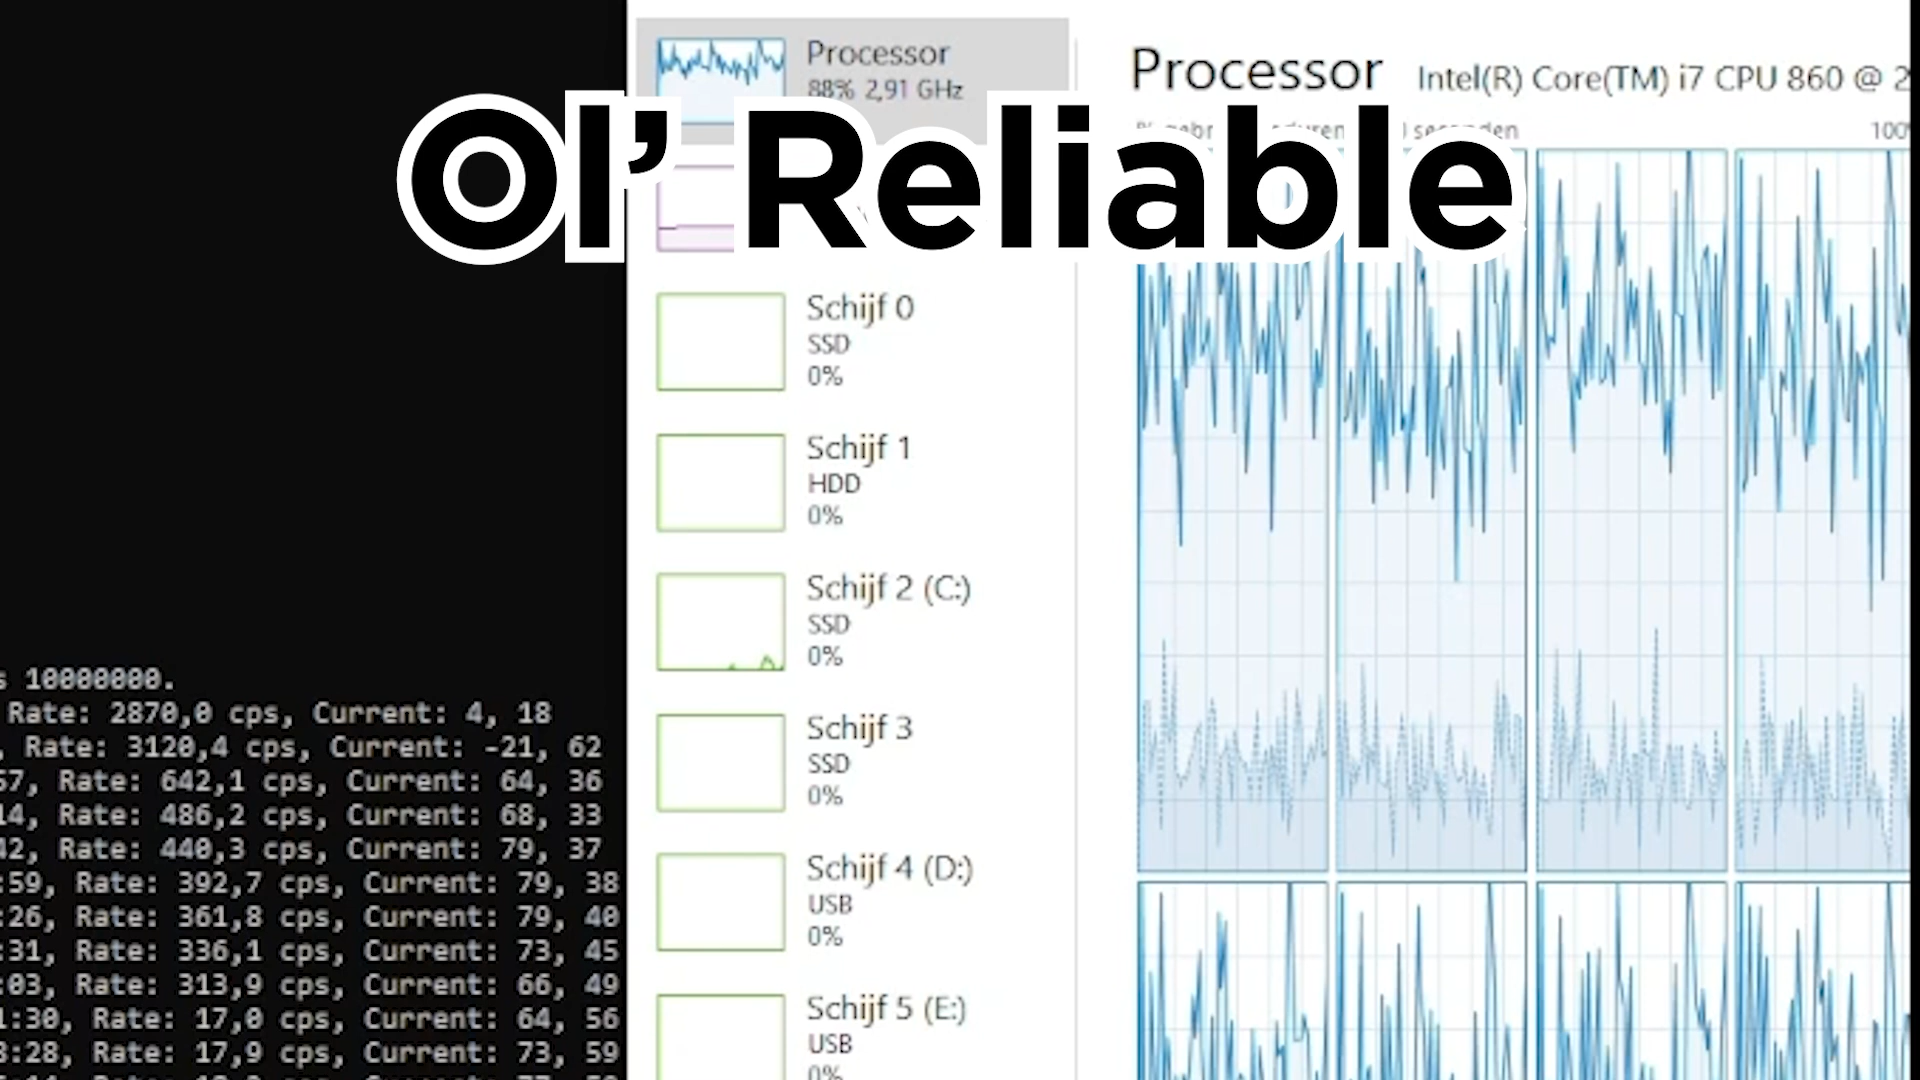 Ol’ Reliable
Processor
88% 2,91 GHz
Schijf 0
SSD
0%
Schijf 1
HDD
0%
Schijf 2 (C:)
SSD
0%
Schijf 3
SSD
0%
Schijf 4 (D:)
USB
0%
Schijf 5 (E:)
USB
0%
Processor Intel(R) Core(TM) i7 CPU 860 @ 2
seconden 100
s 10000000.
Rate: 2870,0 cps, Current: 4, 18
, Rate: 3120,4 cps, Current: -21, 62
57, Rate: 642,1 cps, Current: 64, 36
14, Rate: 486,2 cps, Current: 68, 33
42, Rate: 440,3 cps, Current: 79, 37
:59, Rate: 392,7 cps, Current: 79, 38
:26, Rate: 361,8 cps, Current: 79, 40
:31, Rate: 336,1 cps, Current: 73, 45
:03, Rate: 313,9 cps, Current: 66, 49
1:30, Rate: 17,0 cps, Current: 64, 56
3:28, Rate: 17,9 cps, Current: 73, 59